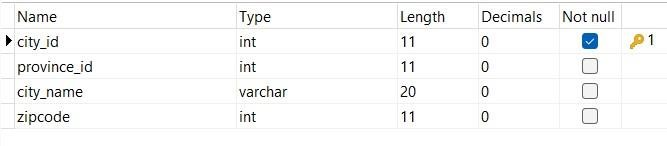 Name Type Length Decimals Not null
city_id int 11 0 1
province_id int 11 0
city_name varchar 20 0
zipcode int 11 0